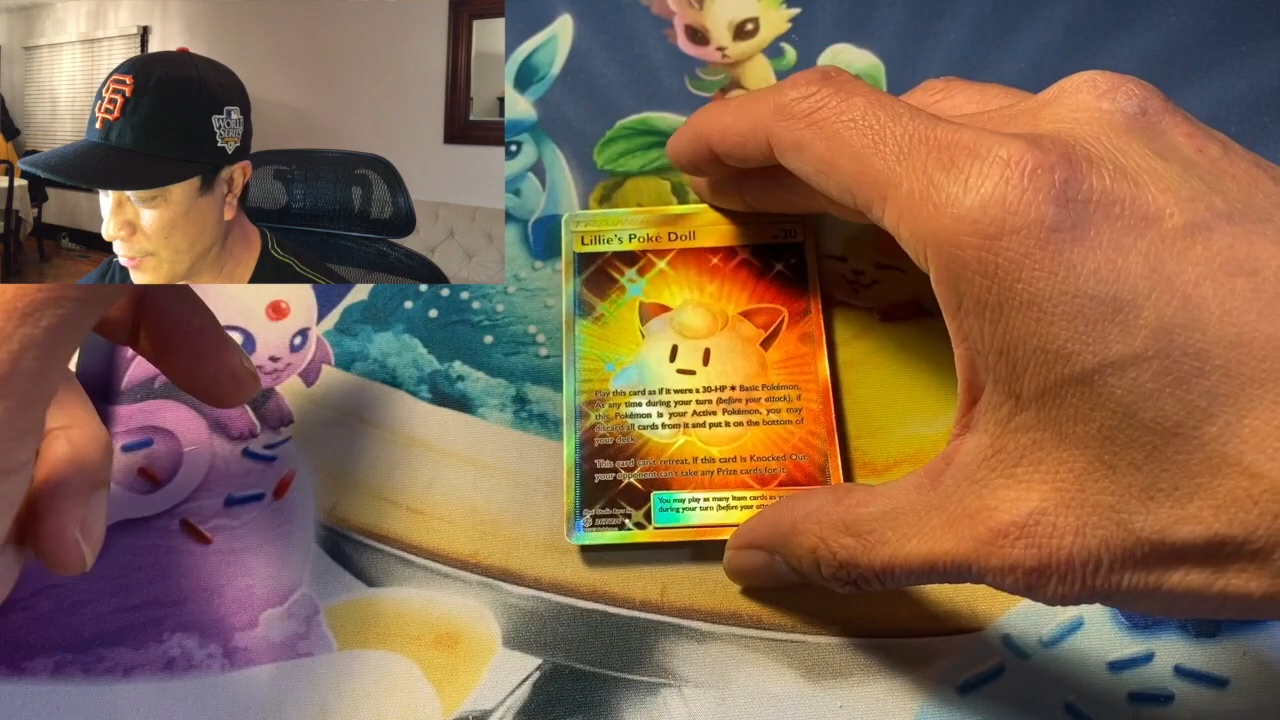 SF
WORLD
SERIES
TRAINER
Lillie's Poké Doll
HP30
Play this card as if it were a 30-HP Basic Pokémon.
At any time during your turn (before your attack), if
this Pokémon is your Active Pokémon, you may
discard all cards from it and put it on the bottom of
your deck.
This card can't retreat. If this card is Knocked Out,
your opponent can't take any Prize cards for it.
You may play as many Item cards as you
during your turn (before your atta